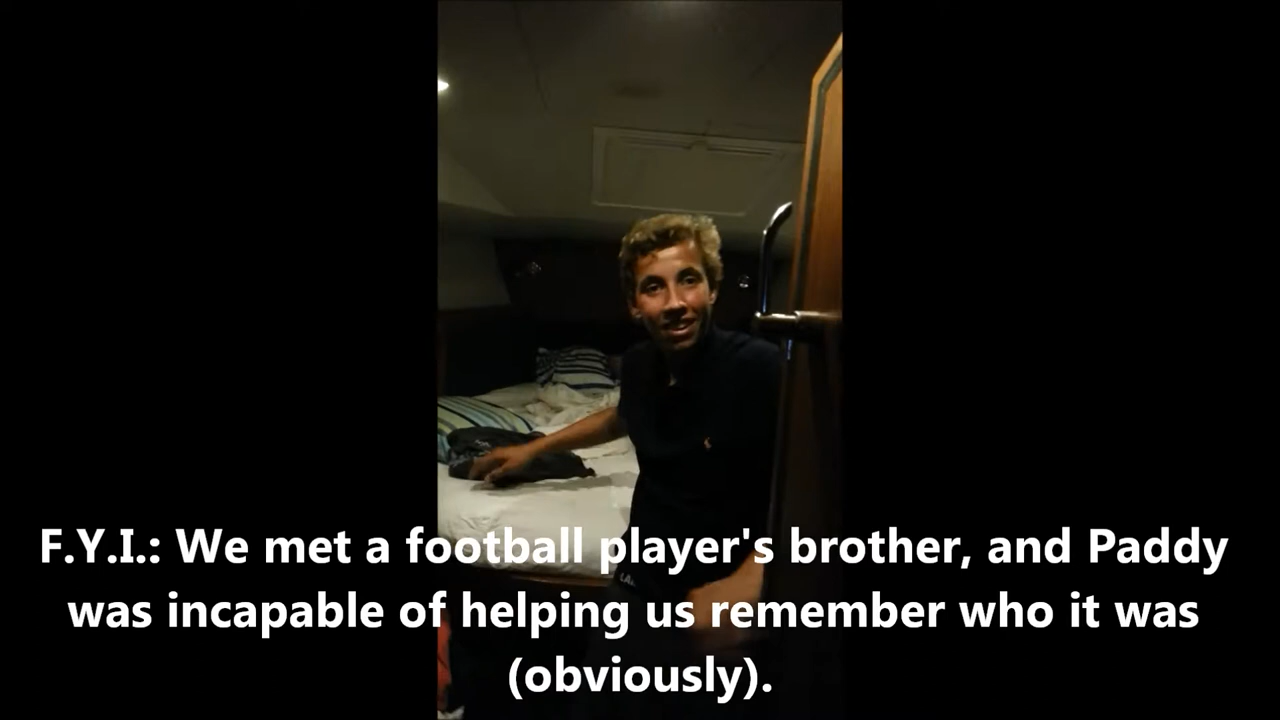 F.Y.I.: We met a football player's brother, and Paddy
was incapable of helping us remember who it was
(obviously).